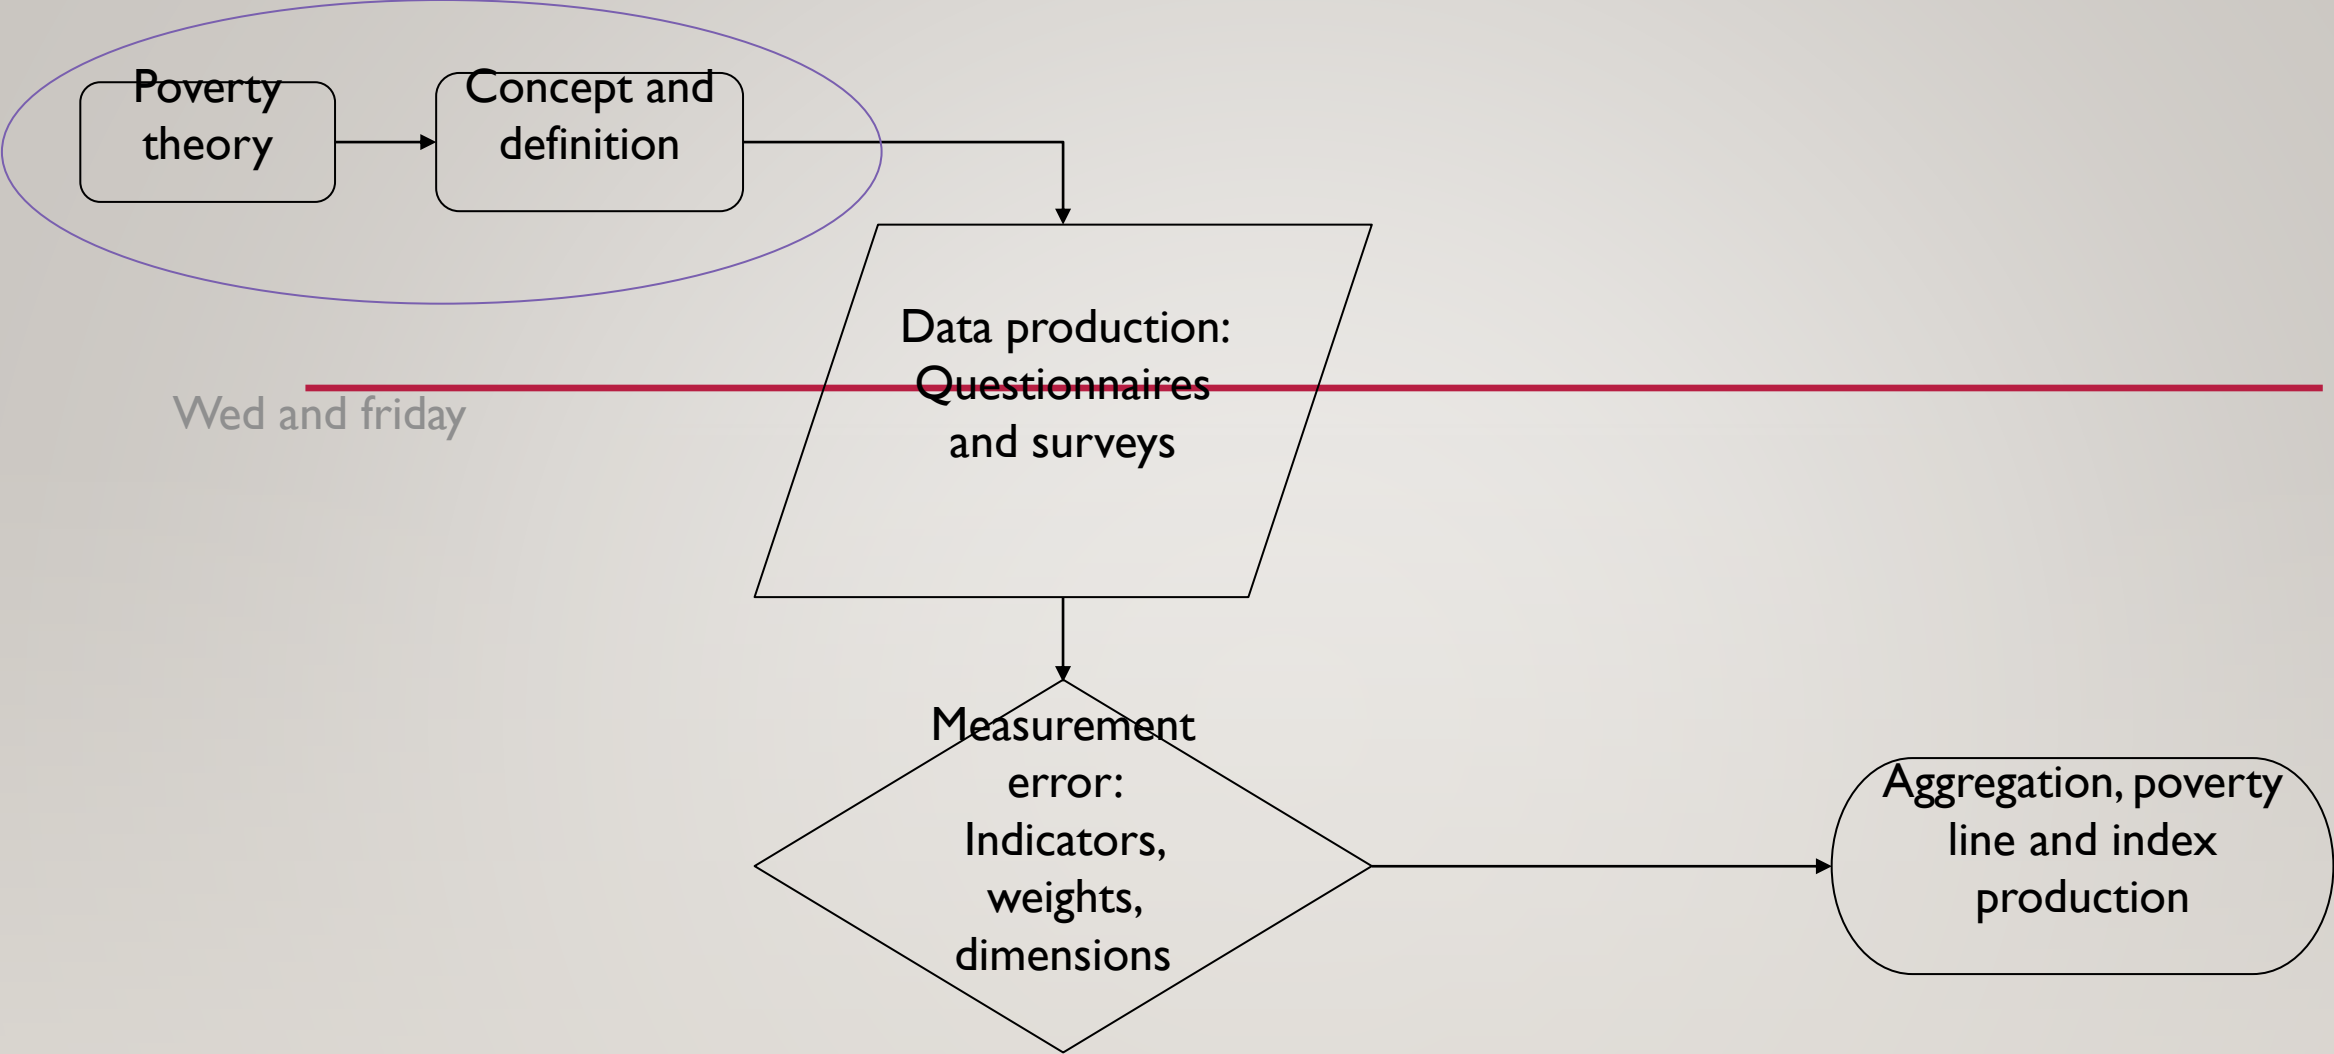 Poverty
theory
Concept and
definition
Data production:
Questionnaires
and surveys
Wed and friday
Measurement
error:
Indicators,
weights,
dimensions
Aggregation, poverty
line and index
production